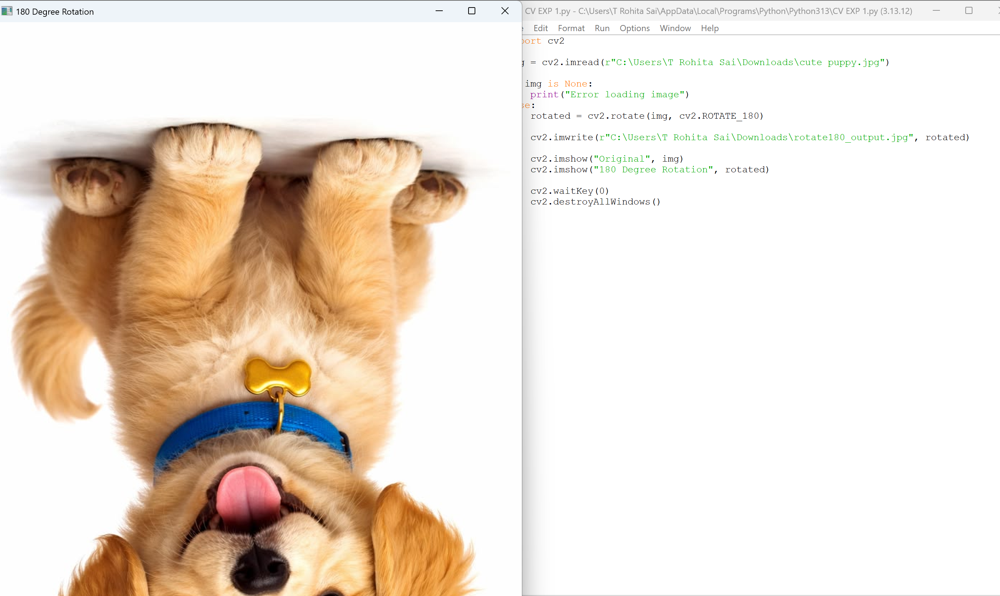 180 Degree Rotation
CV EXP 1.py - C:\Users\T Rohita Sai\AppData\Local\Programs\Python\Python313\CV EXP 1.py (3.13.12)
Edit Format Run Options Window Help
port cv2
g = cv2.imread(r"C:\Users\T Rohita Sai\Downloads\cute puppy.jpg")
img is None:
print("Error loading image")
se:
rotated = cv2.rotate(img, cv2.ROTATE_180)
cv2.imwrite(r"C:\Users\T Rohita Sai\Downloads\rotate180_output.jpg", rotated)
cv2.imshow("Original", img)
cv2.imshow("180 Degree Rotation", rotated)
cv2.waitKey(0)
cv2.destroyAllWindows()